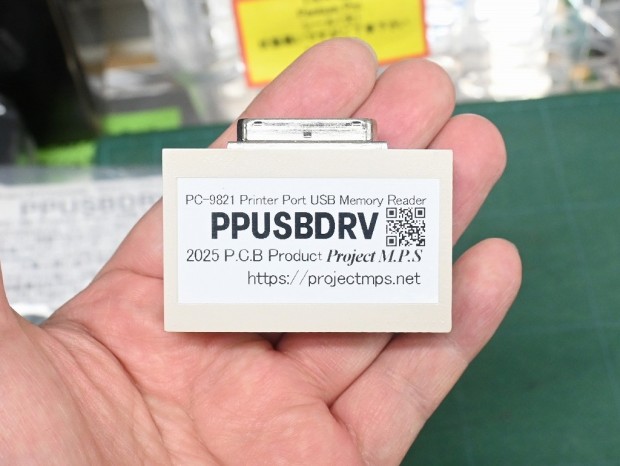 PC-9821 Printer Port USB Memory Reader
PPUSBDRV
2025 P.C.B Product Project M.P.S
https://projectmps.net